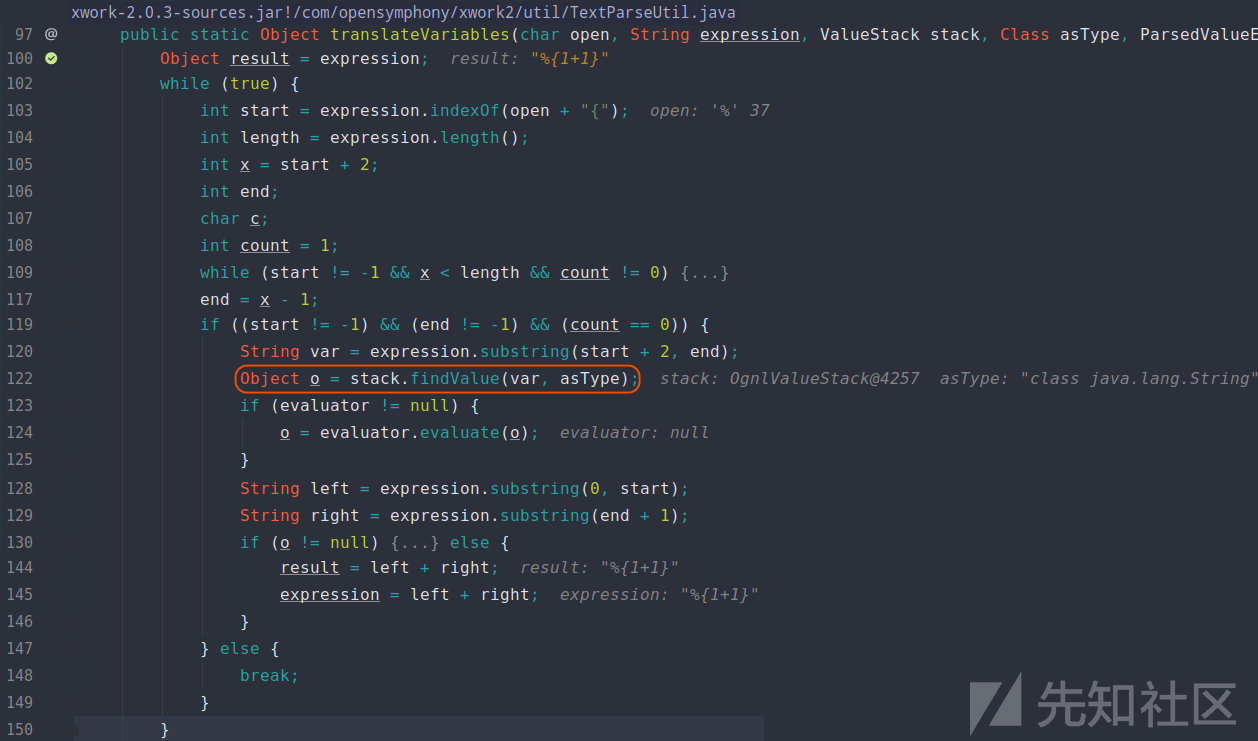 xwork-2.0.3-sources.jar!/com/opensymphony/xwork2/util/TextParseUtil.java
97 @ public static Object translateVariables(char open, String expression, ValueStack stack, Class asType, ParsedValueE
100 Object result = expression; result: "%{1+1}"
102 while (true) {
103 int start = expression.indexOf(open + "{"); open: '%' 37
104 int length = expression.length();
105 int x = start + 2;
106 int end;
107 char c;
108 int count = 1;
109 while (start != -1 && x < length && count != 0) {...}
117 end = x - 1;
119 if ((start != -1) && (end != -1) && (count == 0)) {
120 String var = expression.substring(start + 2, end);
122 Object o = stack.findValue(var, asType); stack: OgnlValueStack@4257 asType: "class java.lang.String"
123 if (evaluator != null) {
124 o = evaluator.evaluate(o); evaluator: null
125 }
128 String left = expression.substring(0, start);
129 String right = expression.substring(end + 1);
130 if (o != null) {...} else {
144 result = left + right; result: "%{1+1}"
145 expression = left + right; expression: "%{1+1}"
146 }
147 } else {
148 break;
149 }
150 }
先知社区